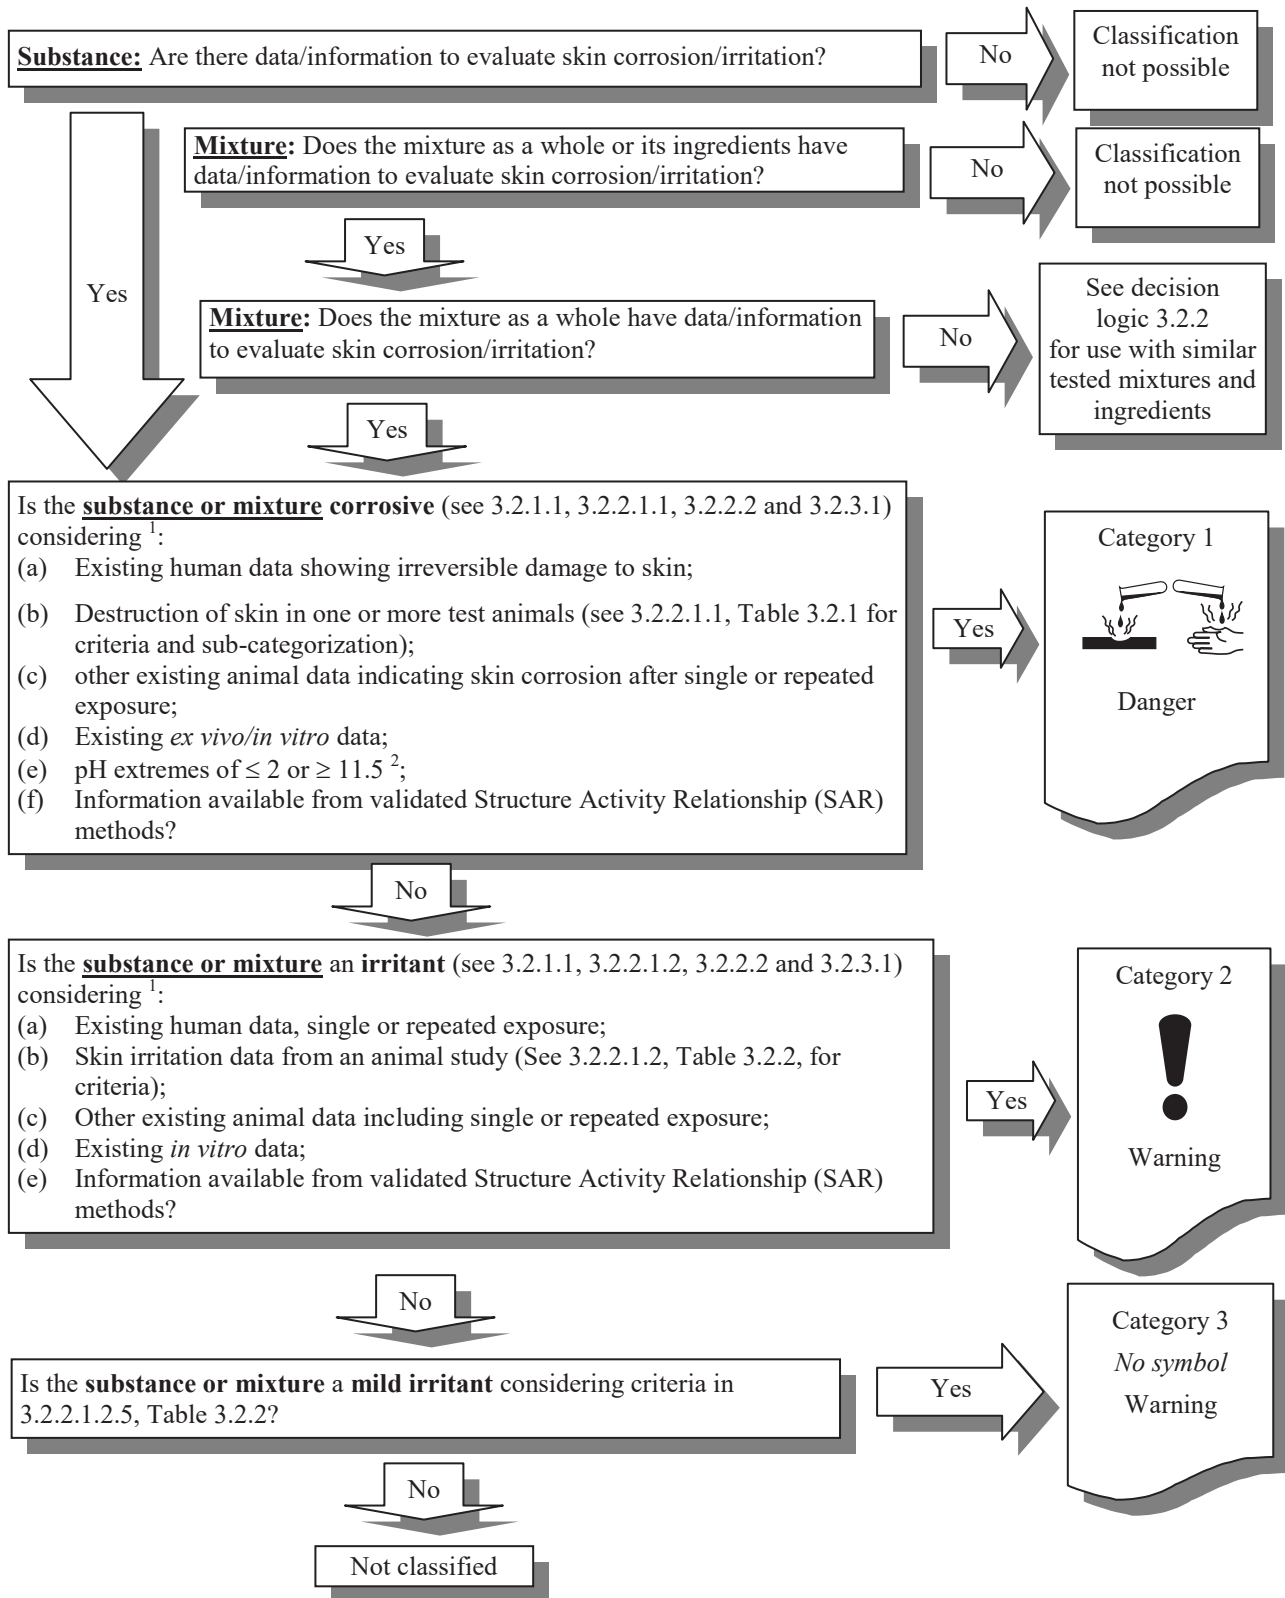 Substance: Are there data/information to evaluate skin corrosion/irritation?
No
Classification
not possible
Mixture: Does the mixture as a whole or its ingredients have
data/information to evaluate skin corrosion/irritation?
No
Classification
not possible
Yes
Yes
Mixture: Does the mixture as a whole have data/information
to evaluate skin corrosion/irritation?
No
See decision
logic 3.2.2
for use with similar
tested mixtures and
ingredients
Yes
Is the substance or mixture corrosive (see 3.2.1.1, 3.2.2.1.1, 3.2.2.2 and 3.2.3.1)
considering 1:
(a) Existing human data showing irreversible damage to skin;
(b) Destruction of skin in one or more test animals (see 3.2.2.1.1, Table 3.2.1 for
criteria and sub-categorization);
(c) other existing animal data indicating skin corrosion after single or repeated
exposure;
(d) Existing ex vivo/in vitro data;
(e) pH extremes of ≤ 2 or ≥ 11.5 2;
(f) Information available from validated Structure Activity Relationship (SAR)
methods?
Yes
Category 1
Danger
No
Is the substance or mixture an irritant (see 3.2.1.1, 3.2.2.1.2, 3.2.2.2 and 3.2.3.1)
considering 1:
(a) Existing human data, single or repeated exposure;
(b) Skin irritation data from an animal study (See 3.2.2.1.2, Table 3.2.2, for
criteria);
(c) Other existing animal data including single or repeated exposure;
(d) Existing in vitro data;
(e) Information available from validated Structure Activity Relationship (SAR)
methods?
Yes
Category 2
Warning
No
Is the substance or mixture a mild irritant considering criteria in
3.2.2.1.2.5, Table 3.2.2?
Yes
Category 3
No symbol
Warning
No
Not classified